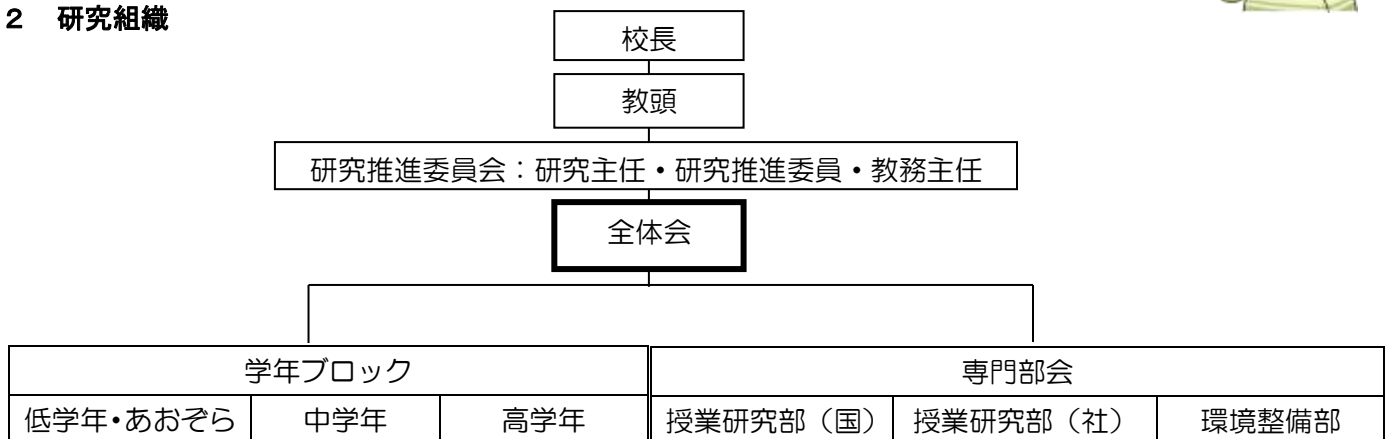 ２　研究組織
校長
教頭
研究推進委員会：研究主任・研究推進委員・教務主任
全体会
学年ブロック　専門部会
低学年・あおぞら　中学年　高学年　授業研究部（国）　授業研究部（社）　環境整備部